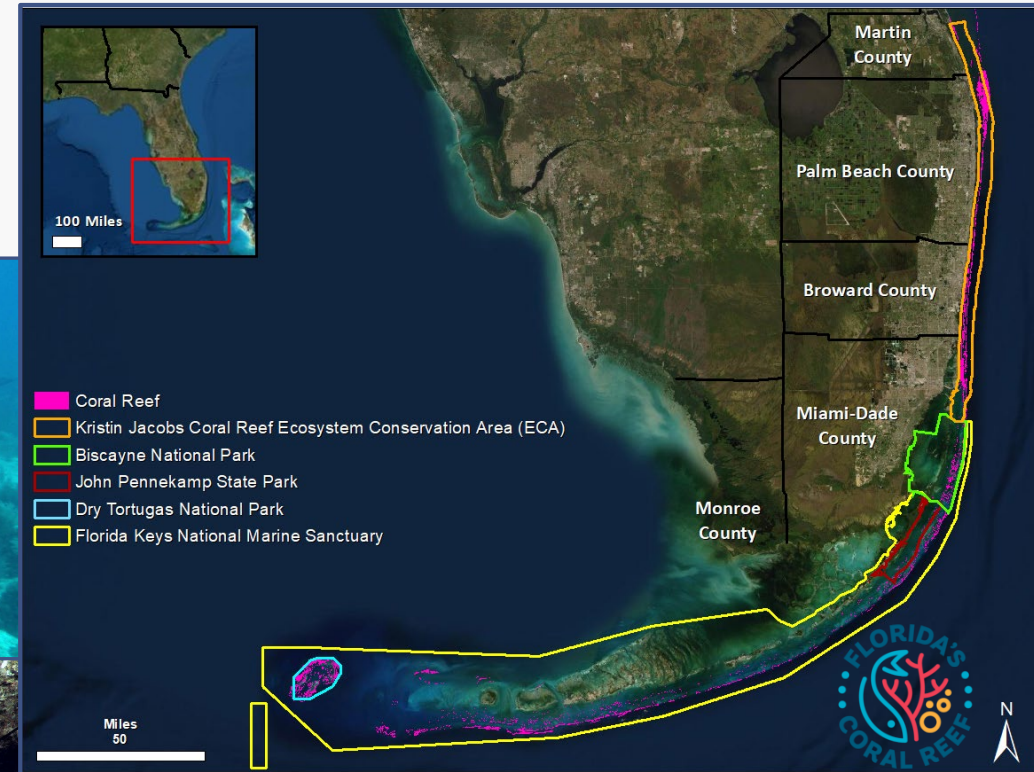 Martin
County
100 Miles
Palm Beach County
Broward County
Coral Reef
Kristin Jacobs Coral Reef Ecosystem Conservation Area (ECA)
Biscayne National Park
John Pennekamp State Park
Dry Tortugas National Park
Florida Keys National Marine Sanctuary
Miami-Dade
County
Monroe
County
FLORIDA'S
CORAL REEF
N
Miles
50